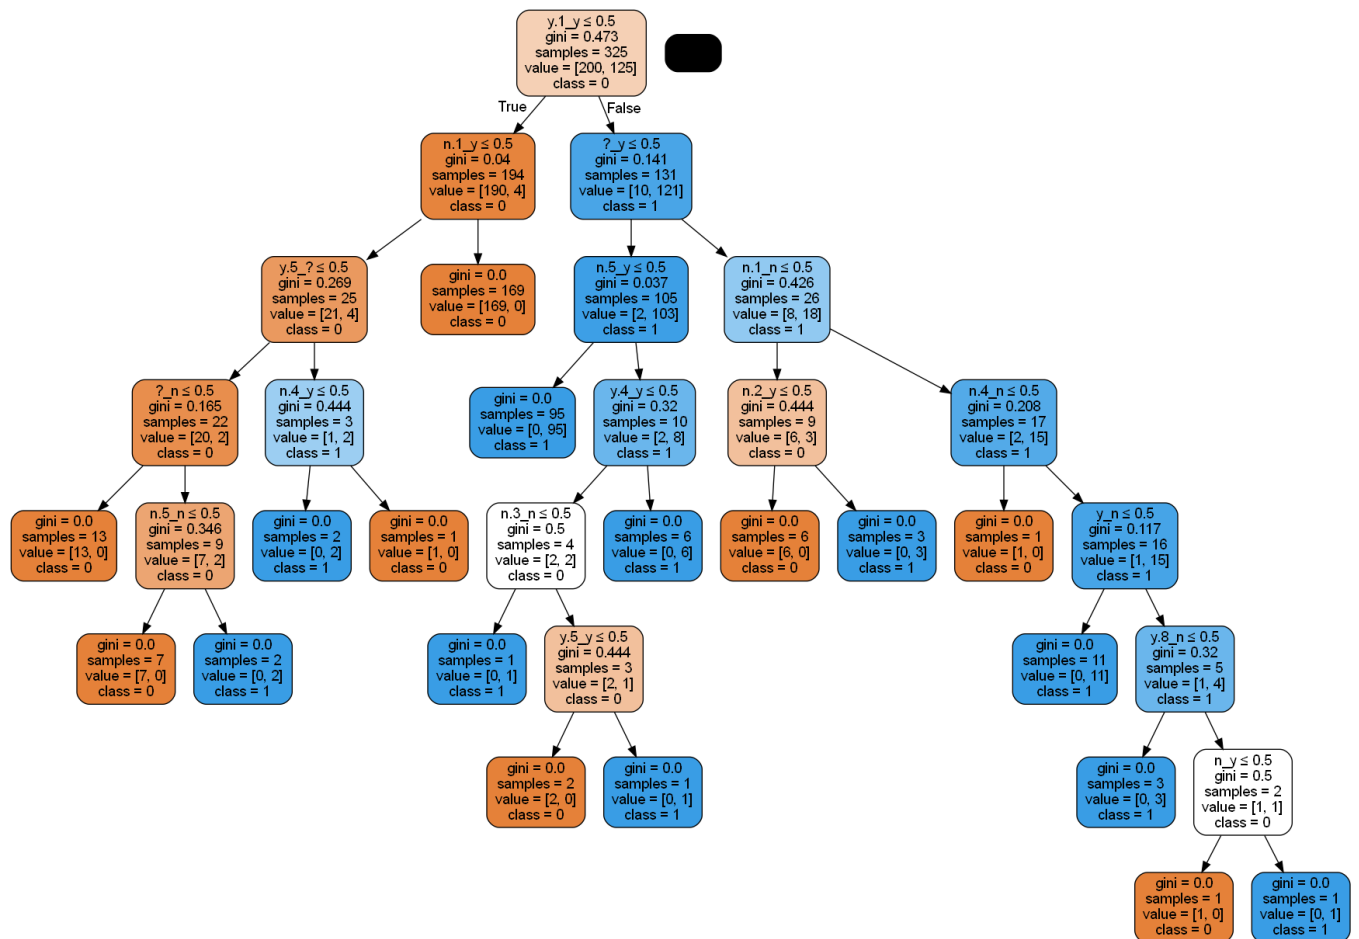 y.1_y ≤ 0.5
gini = 0.473
samples = 325
value = [200, 125]
class = 0
True
False
n.1_y ≤ 0.5
gini = 0.04
samples = 194
value = [190, 4]
class = 0
?_y ≤ 0.5
gini = 0.141
samples = 131
value = [10, 121]
class = 1
y.5_? ≤ 0.5
gini = 0.269
samples = 25
value = [21, 4]
class = 0
gini = 0.0
samples = 169
value = [169, 0]
class = 0
n.5_y ≤ 0.5
gini = 0.037
samples = 105
value = [2, 103]
class = 1
n.1_n ≤ 0.5
gini = 0.426
samples = 26
value = [8, 18]
class = 1
?_n ≤ 0.5
gini = 0.165
samples = 22
value = [20, 2]
class = 0
n.4_y ≤ 0.5
gini = 0.444
samples = 3
value = [1, 2]
class = 1
gini = 0.0
samples = 95
value = [0, 95]
class = 1
y.4_y ≤ 0.5
gini = 0.32
samples = 10
value = [2, 8]
class = 1
n.2_y ≤ 0.5
gini = 0.444
samples = 9
value = [6, 3]
class = 0
n.4_n ≤ 0.5
gini = 0.208
samples = 17
value = [2, 15]
class = 1
gini = 0.0
samples = 13
value = [13, 0]
class = 0
n.5_n ≤ 0.5
gini = 0.346
samples = 9
value = [7, 2]
class = 0
gini = 0.0
samples = 2
value = [0, 2]
class = 1
gini = 0.0
samples = 1
value = [1, 0]
class = 0
n.3_n ≤ 0.5
gini = 0.5
samples = 4
value = [2, 2]
class = 0
gini = 0.0
samples = 6
value = [0, 6]
class = 1
gini = 0.0
samples = 6
value = [6, 0]
class = 0
gini = 0.0
samples = 3
value = [0, 3]
class = 1
gini = 0.0
samples = 1
value = [1, 0]
class = 0
y_n ≤ 0.5
gini = 0.117
samples = 16
value = [1, 15]
class = 1
gini = 0.0
samples = 7
value = [7, 0]
class = 0
gini = 0.0
samples = 2
value = [0, 2]
class = 1
gini = 0.0
samples = 1
value = [0, 1]
class = 1
y.5_y ≤ 0.5
gini = 0.444
samples = 3
value = [2, 1]
class = 0
gini = 0.0
samples = 11
value = [0, 11]
class = 1
y.8_n ≤ 0.5
gini = 0.32
samples = 5
value = [1, 4]
class = 1
gini = 0.0
samples = 2
value = [2, 0]
class = 0
gini = 0.0
samples = 1
value = [0, 1]
class = 1
gini = 0.0
samples = 3
value = [0, 3]
class = 1
n_y ≤ 0.5
gini = 0.5
samples = 2
value = [1, 1]
class = 0
gini = 0.0
samples = 1
value = [1, 0]
class = 0
gini = 0.0
samples = 1
value = [0, 1]
class = 1